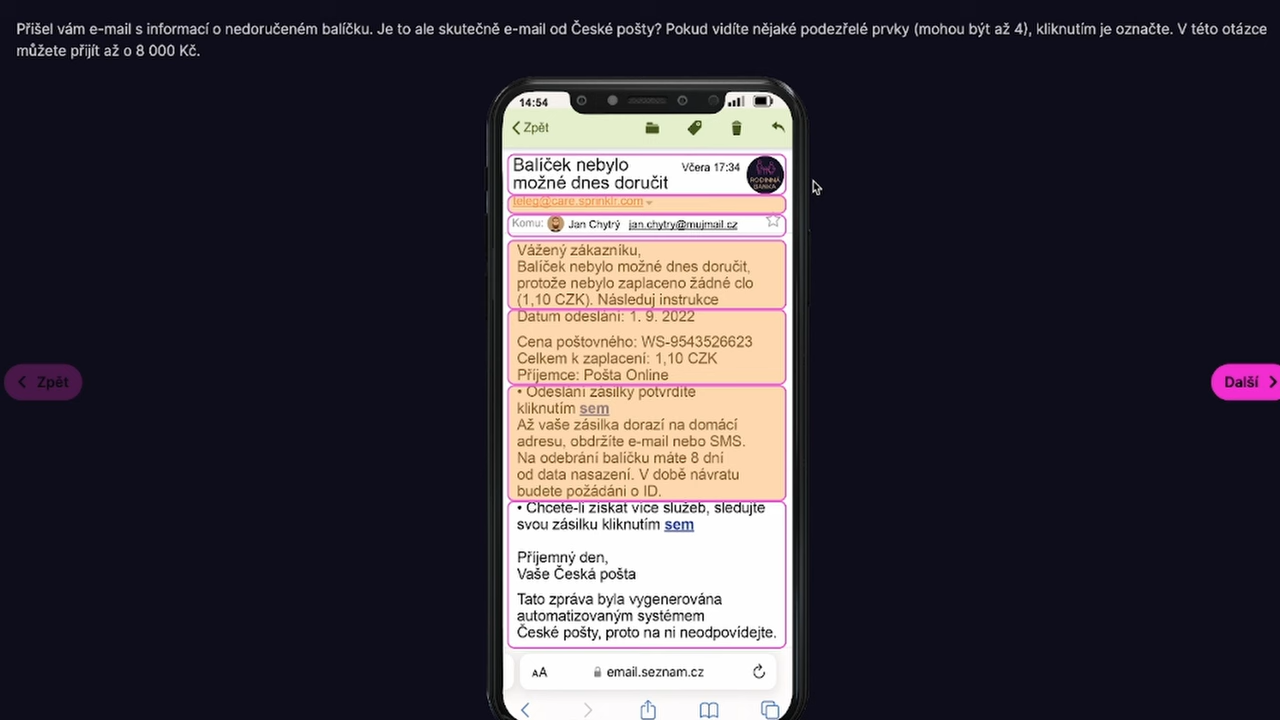 Přišel vám e-mail s informací o nedoručeném balíčku. Je to ale skutečně e-mail od České pošty? Pokud vidíte nějaké podezřelé prvky (mohou být až 4), kliknutím je označte. V této otázce
můžete přijít až o 8 000 Kč.
14:54
Zpět
Balíček nebylo
možné dnes doručit
Včera 17:34
RODINNÁ
BANKA
teleg@care.sprinklr.com
Komu: Jan Chytrý jan.chytry@mujmail.cz
Vážený zákazníku,
Balíček nebylo možné dnes doručit,
protože nebylo zaplaceno žádné clo
(1,10 CZK). Následuj instrukce
Datum odeslání: 1. 9. 2022
Cena poštovného: WS-9543526623
Celkem k zaplacení: 1,10 CZK
Příjemce: Pošta Online
• Odeslání zásilky potvrdíte
kliknutím sem
Až vaše zásilka dorazí na domácí
adresu, obdržíte e-mail nebo SMS.
Na odebrání balíčku máte 8 dní
od data nasazení. V době návratu
budete požádáni o ID.
• Chcete-li získat více služeb, sledujte
svou zásilku kliknutím sem
Příjemný den,
Vaše Česká pošta
Tato zpráva byla vygenerována
automatizovaným systémem
České pošty, proto na ni neodpovídejte.
AA
email.seznam.cz
Zpět
Další